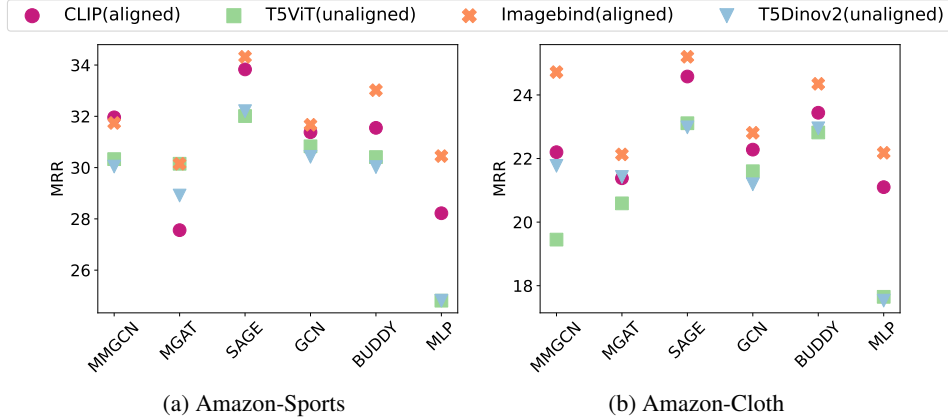 CLIP(aligned) T5ViT(unaligned) Imagebind(aligned) T5Dinov2(unaligned)
MRR
34
32
30
28
26
MMGCN MGAT SAGE GCN BUDDY MLP
(a) Amazon-Sports
MRR
24
22
20
18
MMGCN MGAT SAGE GCN BUDDY MLP
(b) Amazon-Cloth